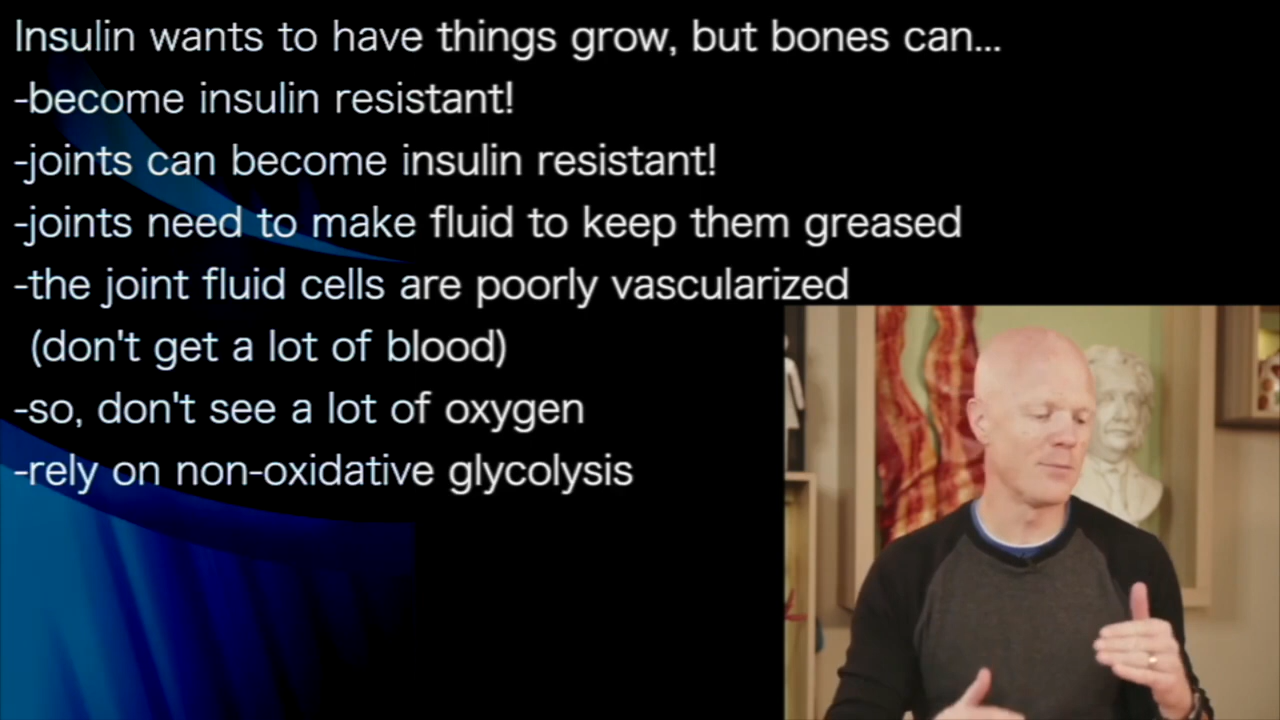 Insulin wants to have things grow, but bones can...
-become insulin resistant!
-joints can become insulin resistant!
-joints need to make fluid to keep them greased
-the joint fluid cells are poorly vascularized
(don't get a lot of blood)
-so, don't see a lot of oxygen
-rely on non-oxidative glycolysis